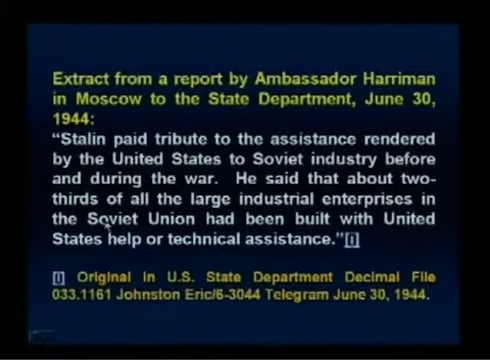 Extract from a report by Ambassador Harriman
in Moscow to the State Department, June 30,
1944:
“Stalin paid tribute to the assistance rendered
by the United States to Soviet industry before
and during the war. He said that about two-
thirds of all the large industrial enterprises in
the Soviet Union had been built with United
States help or technical assistance.”[i]
[i] Original in U.S. State Department Decimal File
033.1161 Johnston Eric/6-3044 Telegram June 30, 1944.